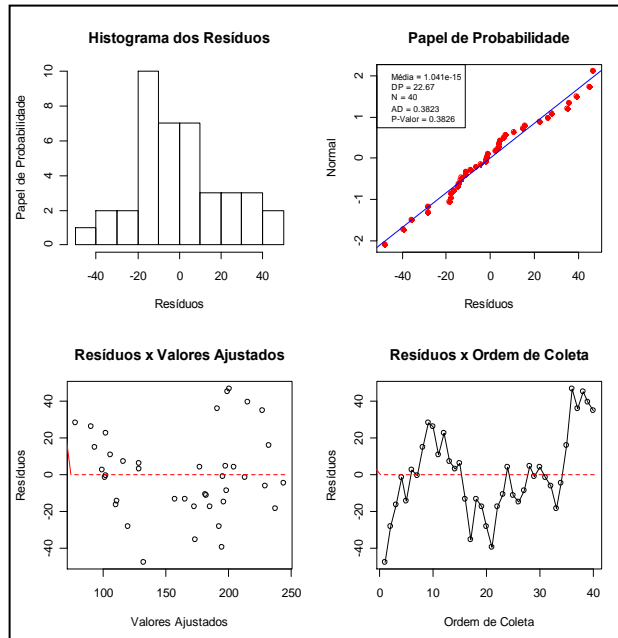 Histograma dos Resíduos
Papel de Probabilidade
0 2 4 6 8 10
-40 -20 0 20 40
Resíduos
Papel de Probabilidade
Média = 1.041e-15
DP = 22.67
N = 40
AD = 0.3823
P-Valor = 0.3826
Normal
-2 -1 0 1 2
-40 -20 0 20 40
Resíduos
Resíduos x Valores Ajustados
Resíduos
-40 -20 0 20 40
100 150 200 250
Valores Ajustados
Resíduos x Ordem de Coleta
Resíduos
-40 -20 0 20 40
0 10 20 30 40
Ordem de Coleta